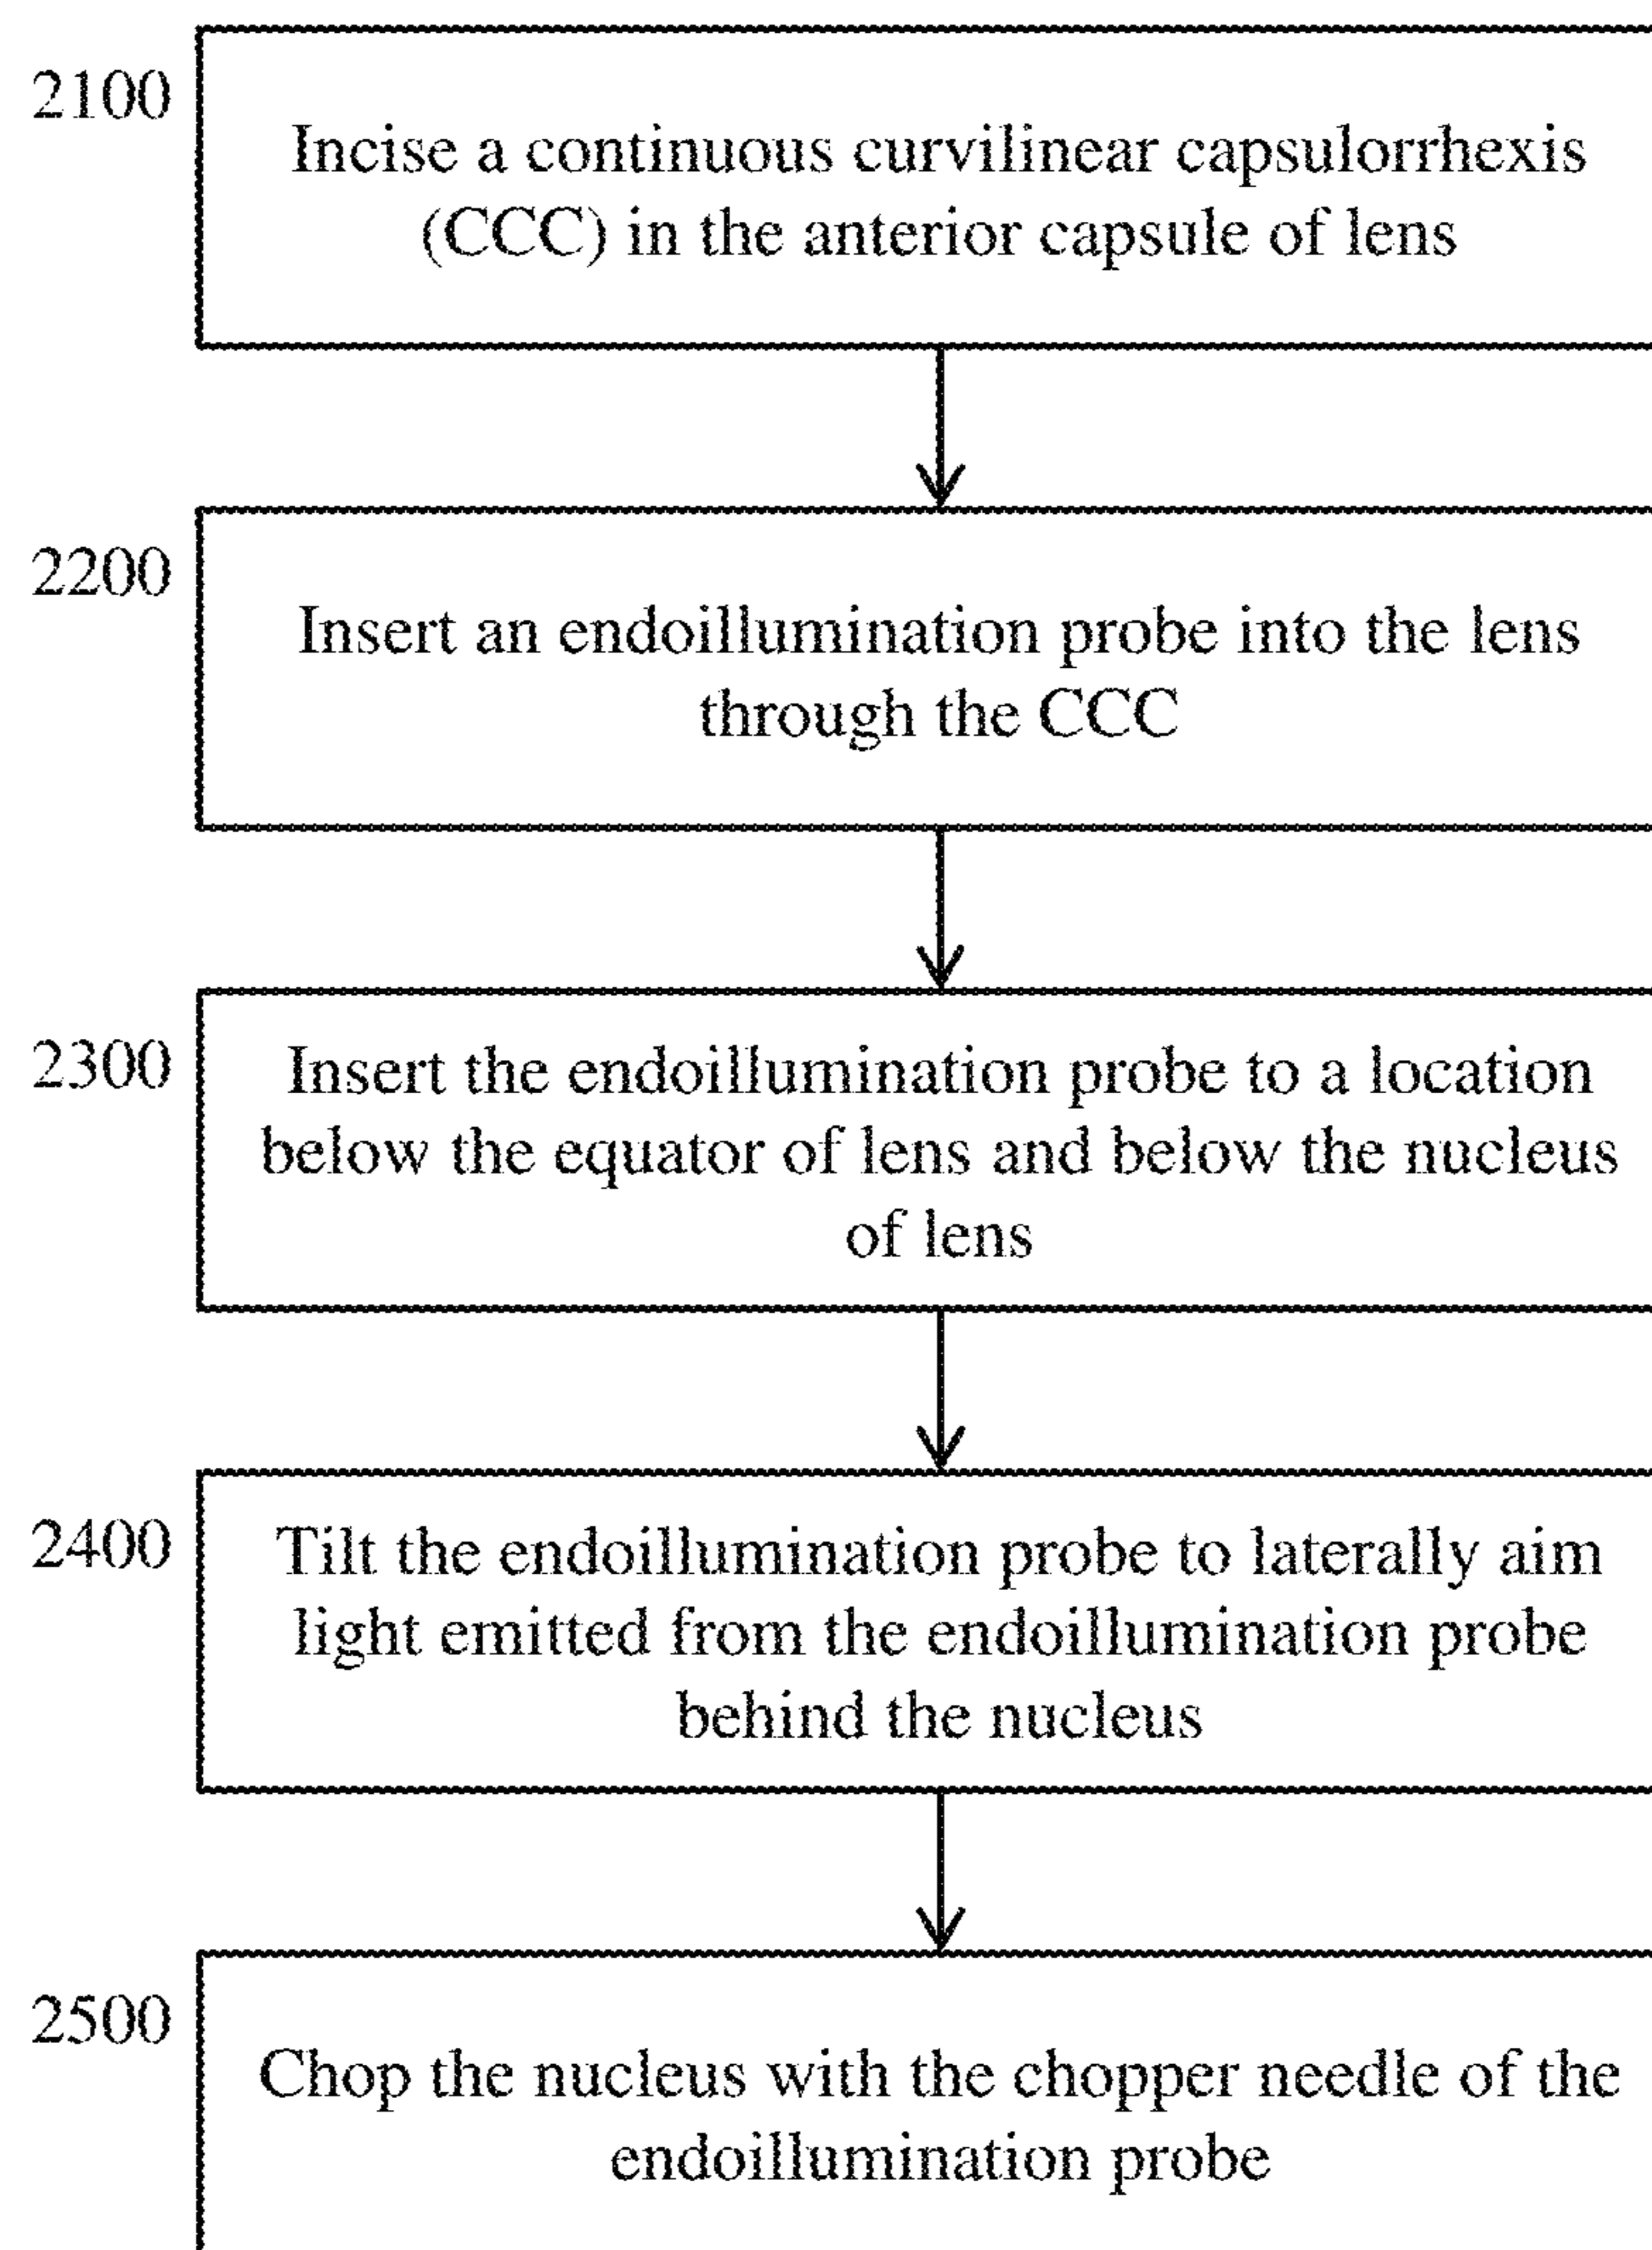 2100
Incise a continuous curvilinear capsulorrhexis
(CCC) in the anterior capsule of lens
2200
Insert an endoillumination probe into the lens
through the CCC
2300
Insert the endoillumination probe to a location
below the equator of lens and below the nucleus
of lens
2400
Tilt the endoillumination probe to laterally aim
light emitted from the endoillumination probe
behind the nucleus
2500
Chop the nucleus with the chopper needle of the
endoillumination probe